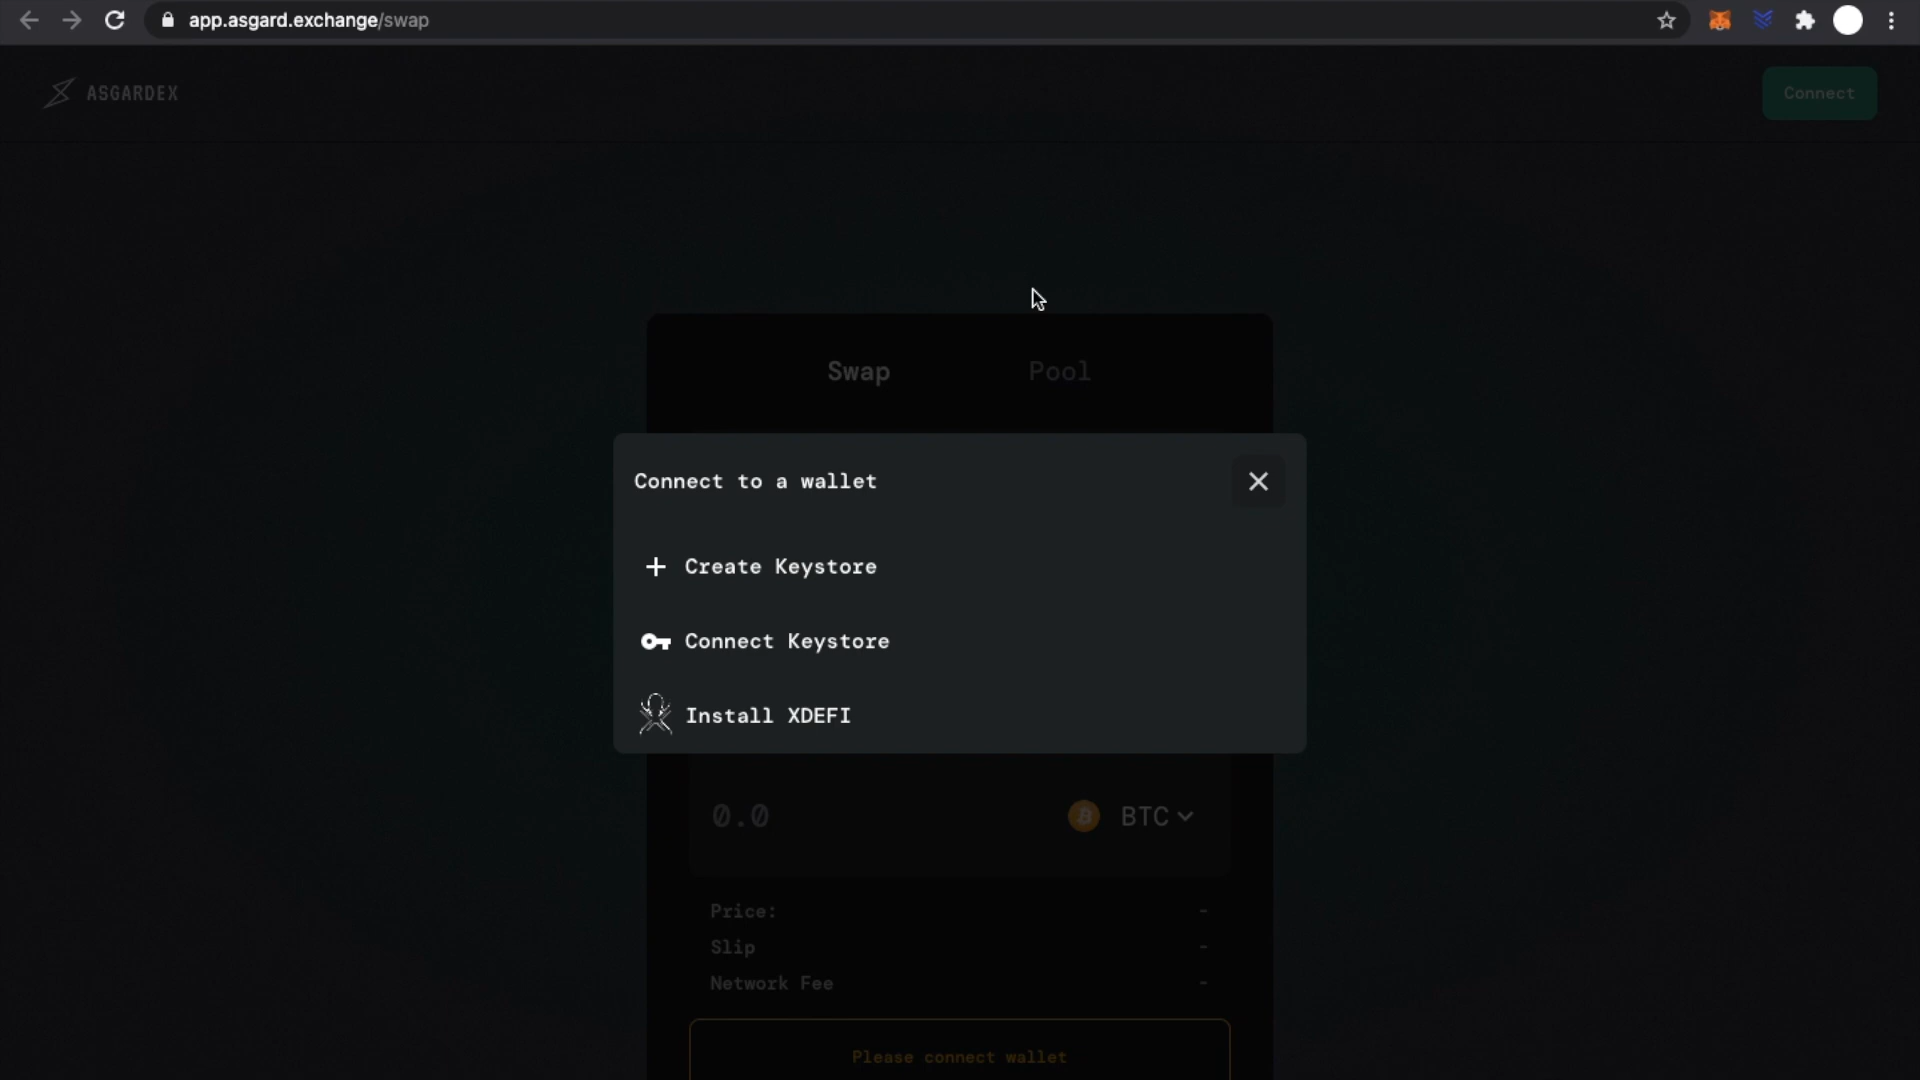 app.asgard.exchange/swap
ASGARDEX
Connect
Swap
Pool
Connect to a wallet
Create Keystore
Connect Keystore
Install XDEFI
0.0
BTC
Price: -
Slip -
Network Fee -
Please connect wallet